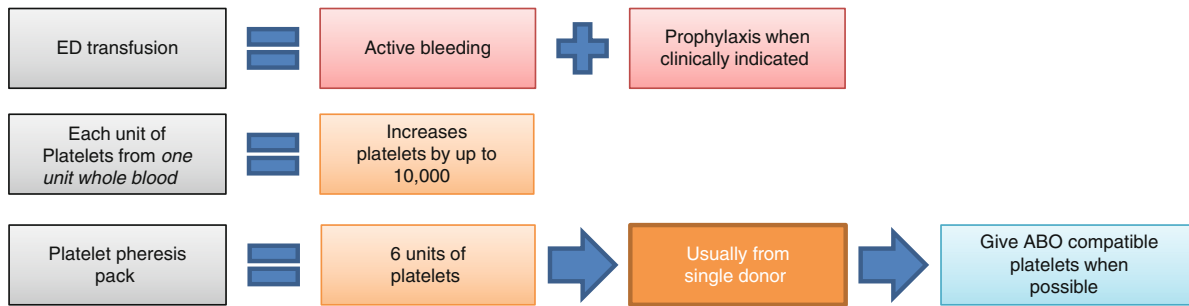 ED transfusion
Active bleeding
Prophylaxis when
clinically indicated
Each unit of
Platelets from one
unit whole blood
Increases
platelets by up to
10,000
Platelet pheresis
pack
6 units of
platelets
Usually from
single donor
Give ABO compatible
platelets when
possible